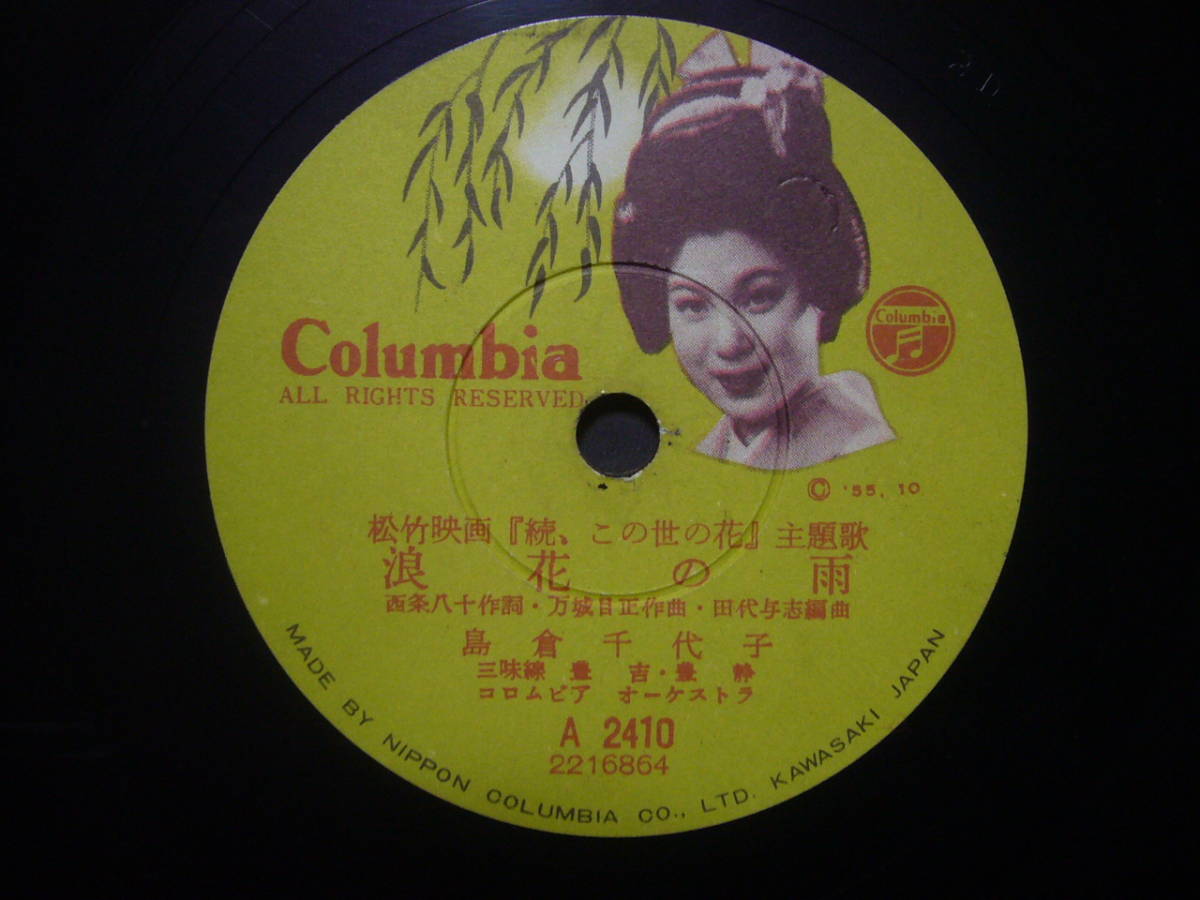 Columbia
ALL RIGHTS RESERVED.
Columbia
© '55, 10
松竹映画『続、この世の花』主題歌
浪花の雨
西条八十作詞・万城目正作曲・田代与志編曲
島倉千代子
三味線 豊吉・豊静
コロムビア オーケストラ
A 2410
2216864
MADE BY NIPPON COLUMBIA CO., LTD. KAWASAKI JAPAN